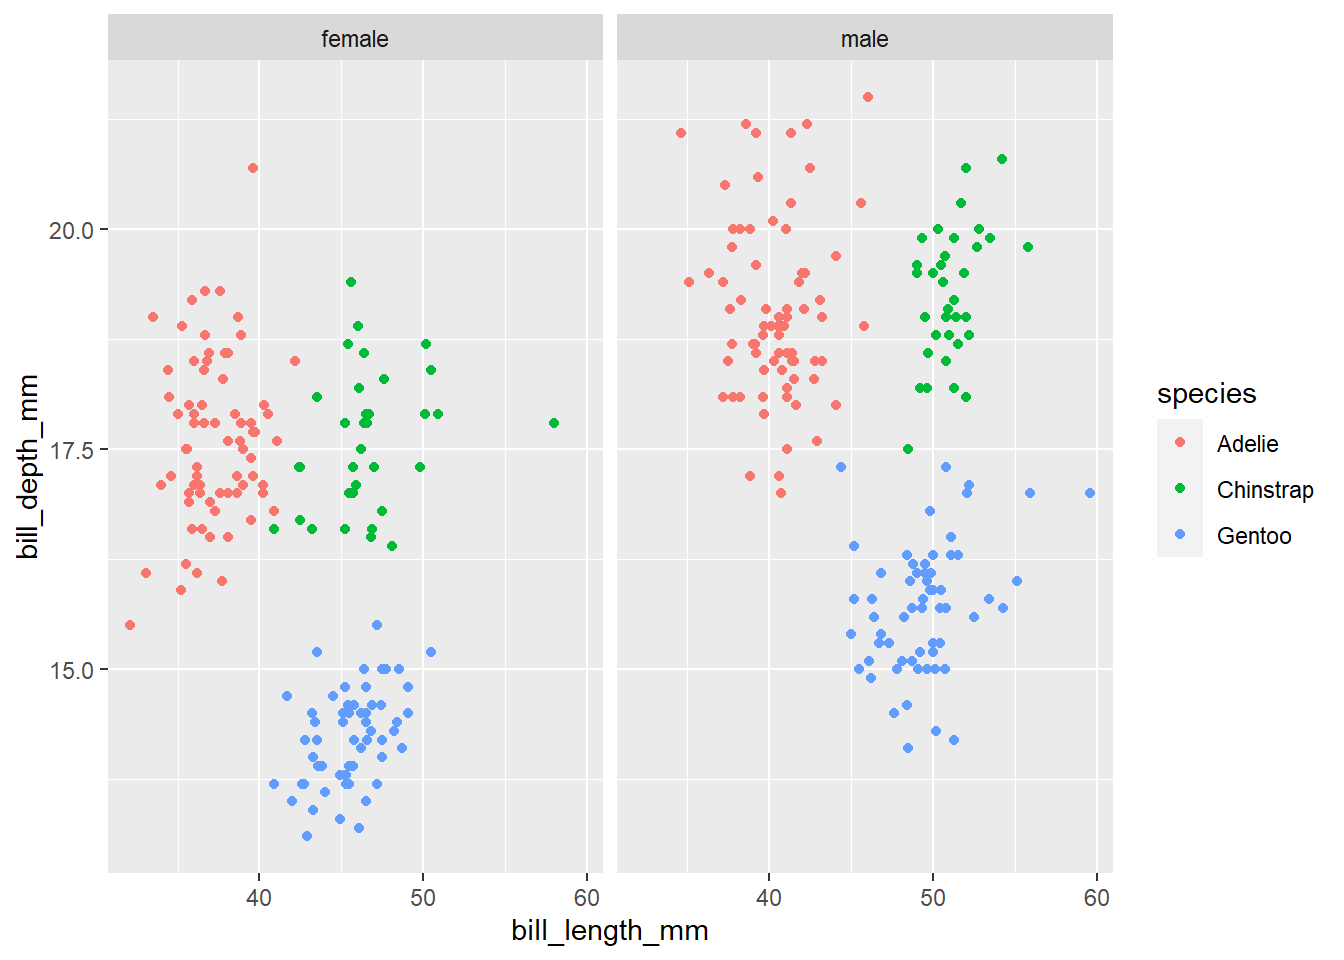 female
male
20.0
17.5
15.0
bill_depth_mm
40
50
60
40
50
60
bill_length_mm
species
Adelie
Chinstrap
Gentoo